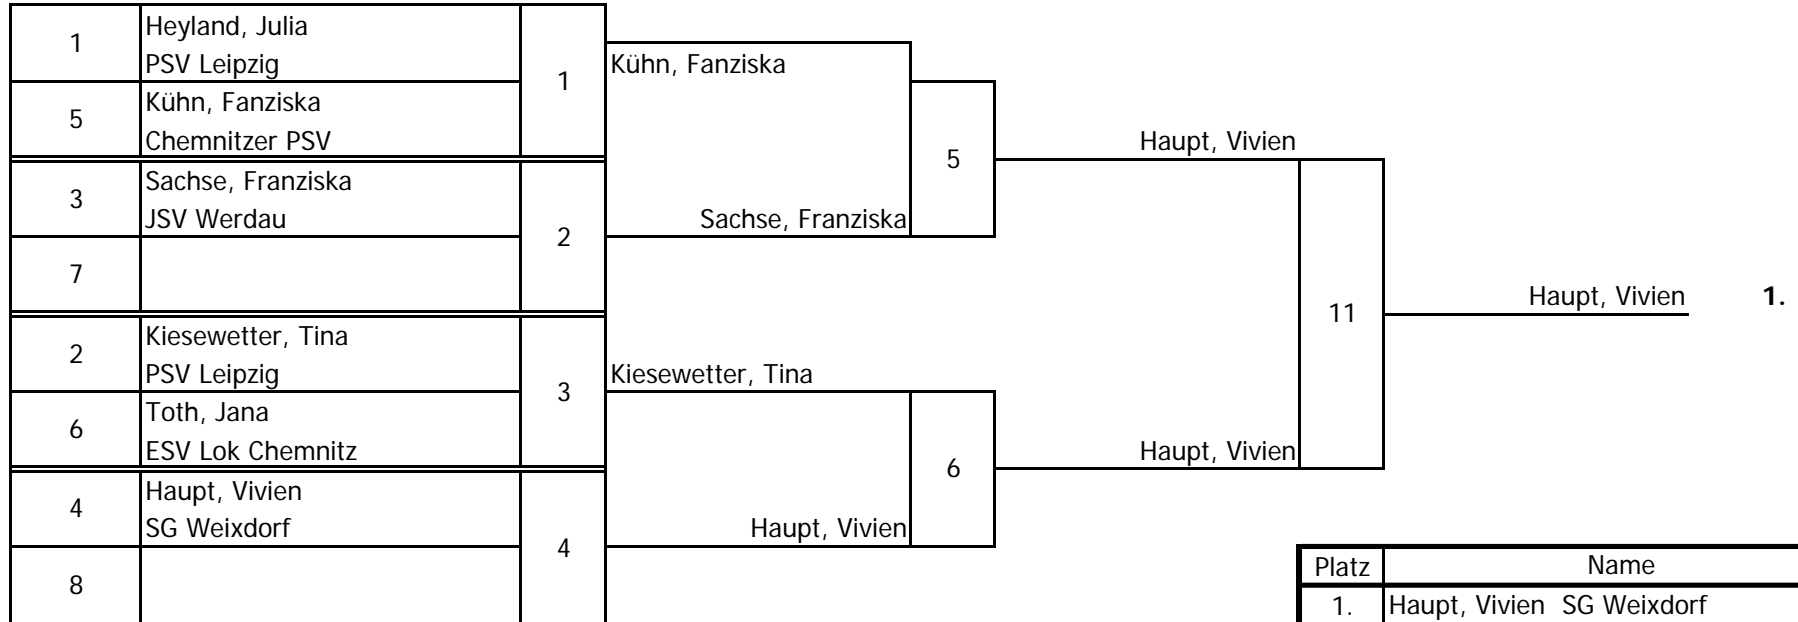 1
Heyland, Julia
PSV Leipzig
5
Kühn, Fanziska
Chemnitzer PSV
1
3
Sachse, Franziska
JSV Werdau
7
2
2
Kiesewetter, Tina
PSV Leipzig
6
Toth, Jana
ESV Lok Chemnitz
3
4
Haupt, Vivien
SG Weixdorf
8
4
Kühn, Fanziska
Sachse, Franziska
5
Kiesewetter, Tina
Haupt, Vivien
6
Haupt, Vivien
Haupt, Vivien
11
Haupt, Vivien 1.
Platz Name
1. Haupt, Vivien SG Weixdorf